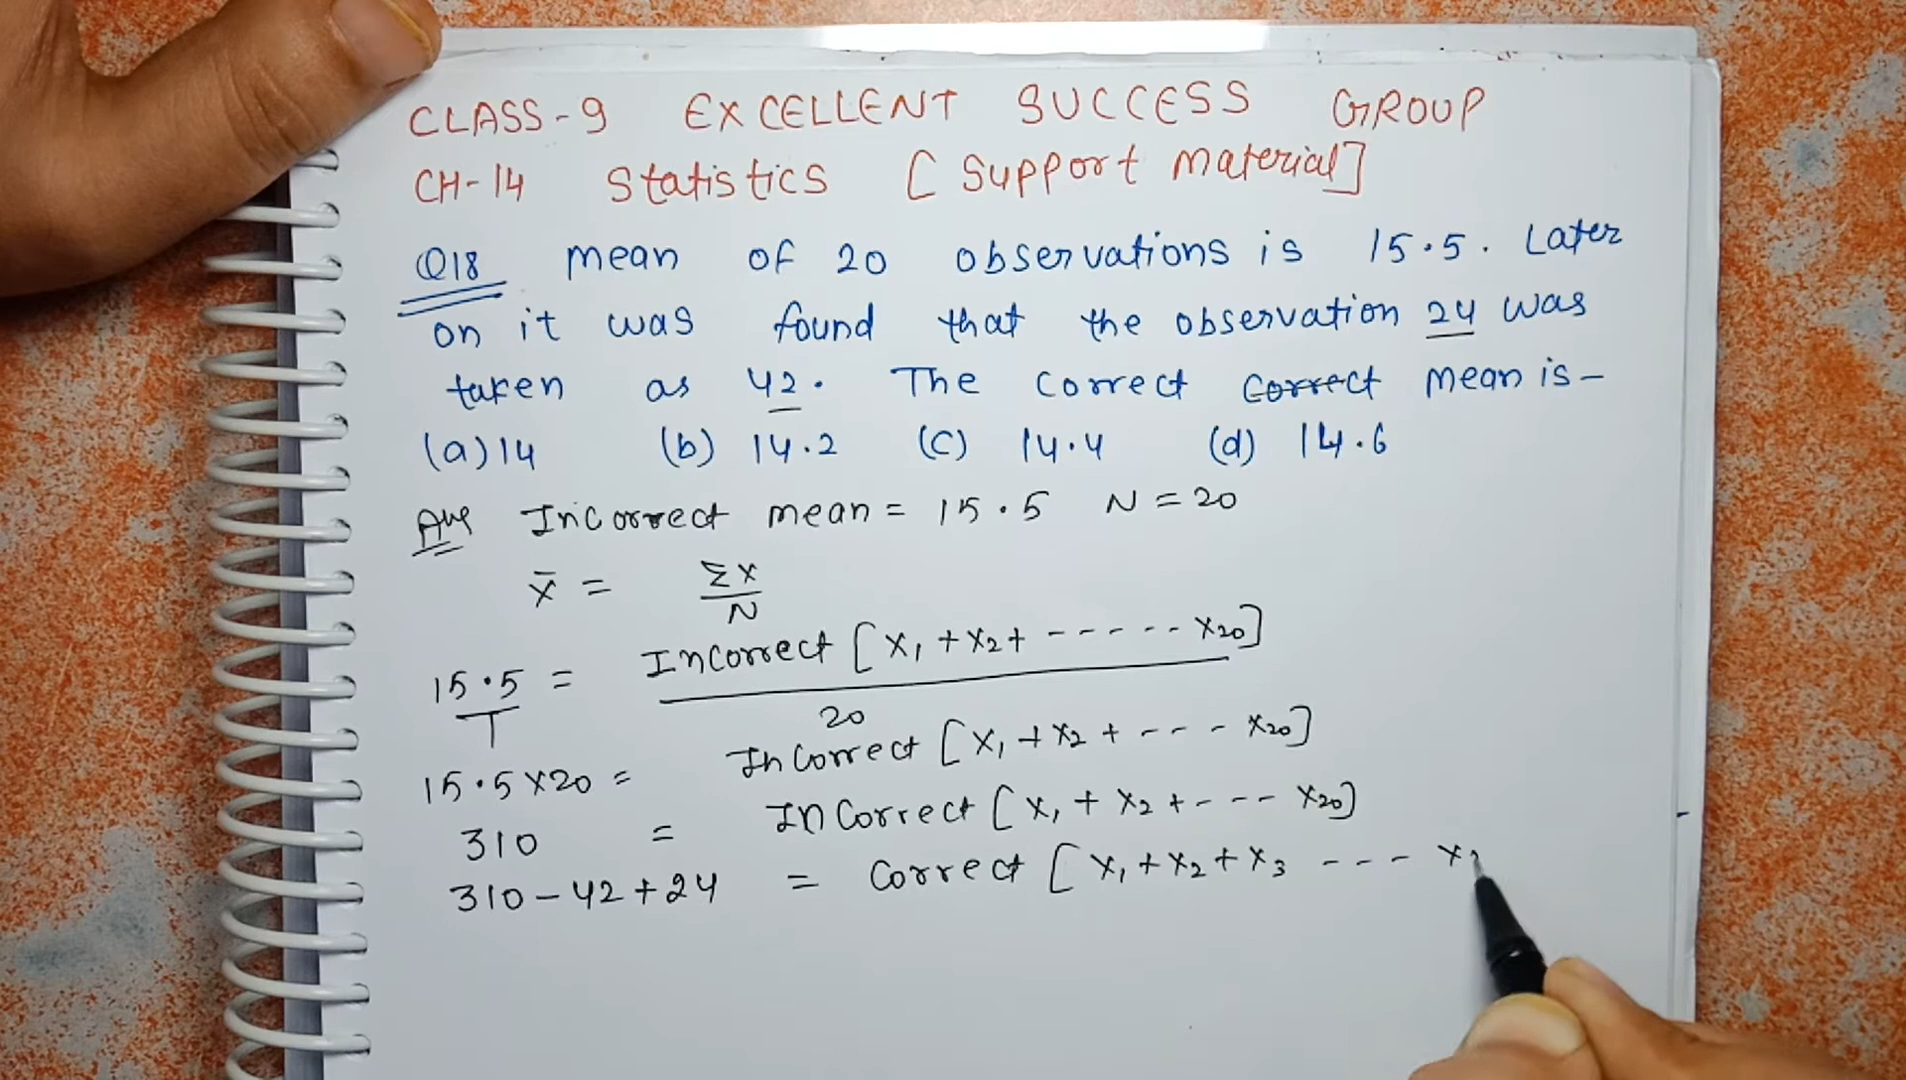 CLASS-9 EXCELLENT SUCCESS GROUP
CH-14 Statistics [Support Material]
Q18 mean of 20 observations is 15.5. Later
on it was found that the observation 24 was
taken as 42. The correct correct mean is-
(a) 14 (b) 14.2 (c) 14.4 (d) 14.6
Ans Incorrect mean = 15.5 N = 20
x̄ = Σx/N
15.5/1 = Incorrect [x₁ + x₂ + ------ x₂₀]/20
15.5 × 20 = Incorrect [x₁ + x₂ + ---- x₂₀]
310 = Incorrect [x₁ + x₂ + ---- x₂₀]
310 - 42 + 24 = Correct [x₁ + x₂ + x₃ --- x₂